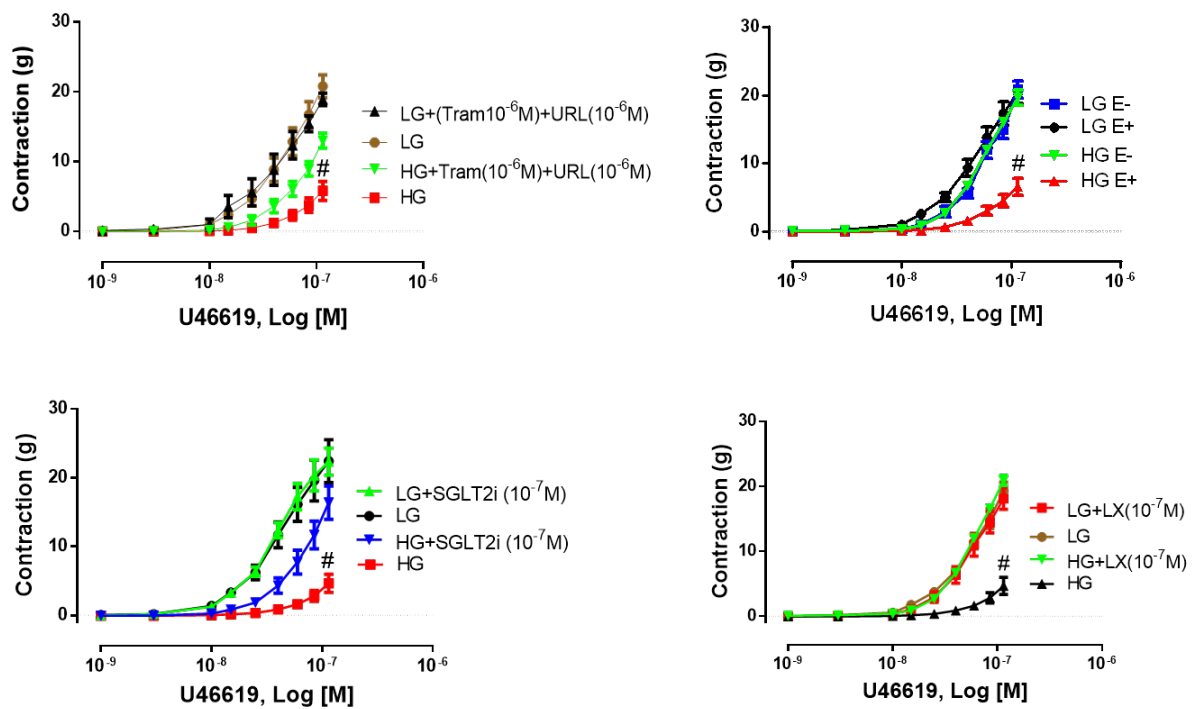 Contraction (g)
30
20
10
0
10-9
10-8
10-7
10-6
U46619, Log [M]
#
LG+(Tram10-6M)+URL(10-6M)
LG
HG+Tram(10-6M)+URL(10-6M)
HG
Contraction (g)
30
20
10
0
10-9
10-8
10-7
10-6
U46619, Log [M]
#
LG E-
LG E+
HG E-
HG E+
Contraction (g)
30
20
10
0
10-9
10-8
10-7
10-6
U46619, Log [M]
#
LG+SGLT2i (10-7M)
LG
HG+SGLT2i (10-7M)
HG
Contraction (g)
30
20
10
0
10-9
10-8
10-7
10-6
U46619, Log [M]
#
LG+LX(10-7M)
LG
HG+LX(10-7M)
HG